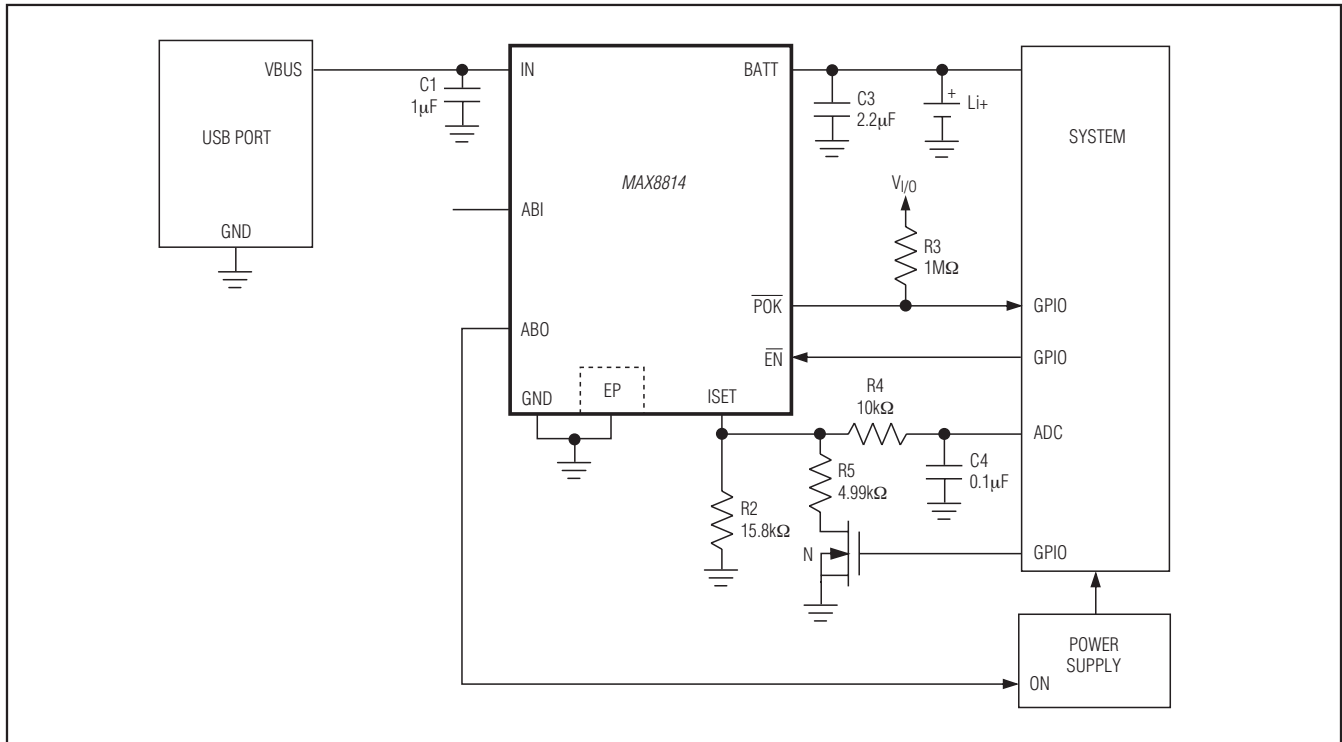 VBUS
USB PORT
GND
C1
1μF
IN
BATT
MAX8814
ABI
ABO
POK
EN
GND
EP
ISET
C3
2.2μF
+
Li+
SYSTEM
VI/O
R3
1MΩ
GPIO
GPIO
R4
10kΩ
ADC
C4
0.1μF
R5
4.99kΩ
R2
15.8kΩ
N
GPIO
POWER
SUPPLY
ON